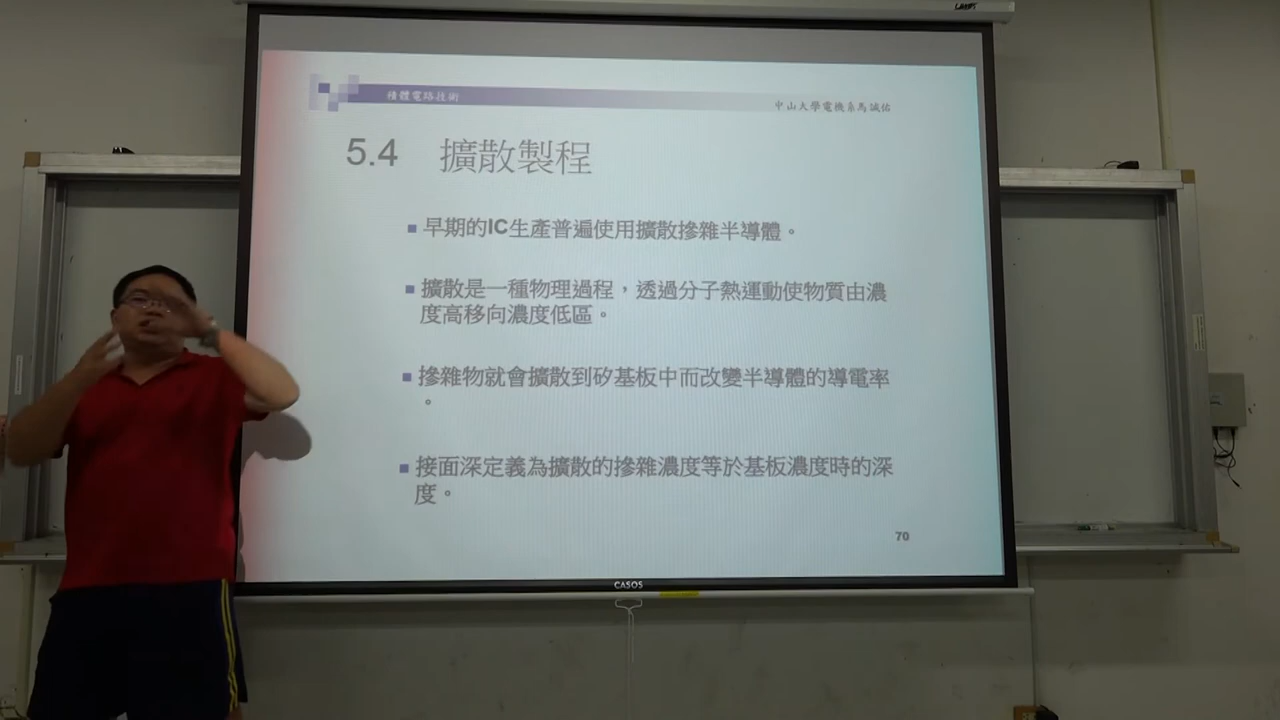 積體電路技術
中山大學電機系馬誠佑
5.4 擴散製程
早期的IC生產普遍使用擴散摻雜半導體。
擴散是一種物理過程，透過分子熱運動使物質由濃
度高移向濃度低區。
摻雜物就會擴散到矽基板中而改變半導體的導電率
。
接面深定義為擴散的摻雜濃度等於基板濃度時的深
度。
70
CASOS